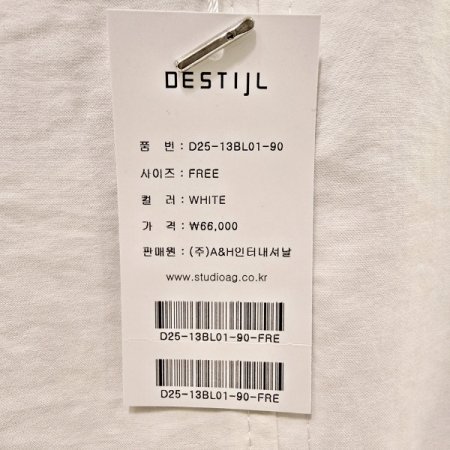 DESTIJL
품 번 : D25-13BL01-90
사이즈 : FREE
컬 러 : WHITE
가 격 : ₩66,000
판매원 : (주)A&H인터내셔날
www.studioag.co.kr
D25-13BL01-90-FRE
D25-13BL01-90-FRE